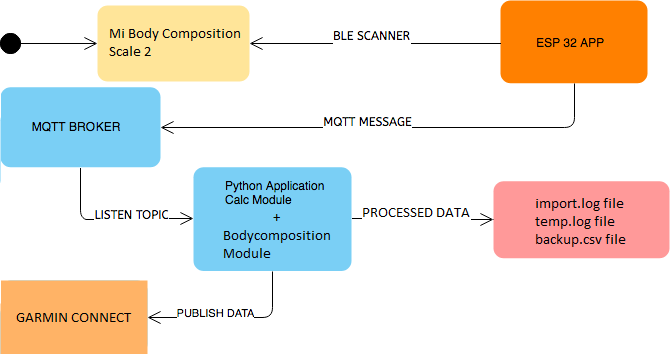 Mi Body Composition
Scale 2
BLE SCANNER
ESP 32 APP
MQTT BROKER
MQTT MESSAGE
LISTEN TOPIC
Python Application
Calc Module
+
Bodycomposition
Module
PROCESSED DATA
import.log file
temp.log file
backup.csv file
GARMIN CONNECT
PUBLISH DATA